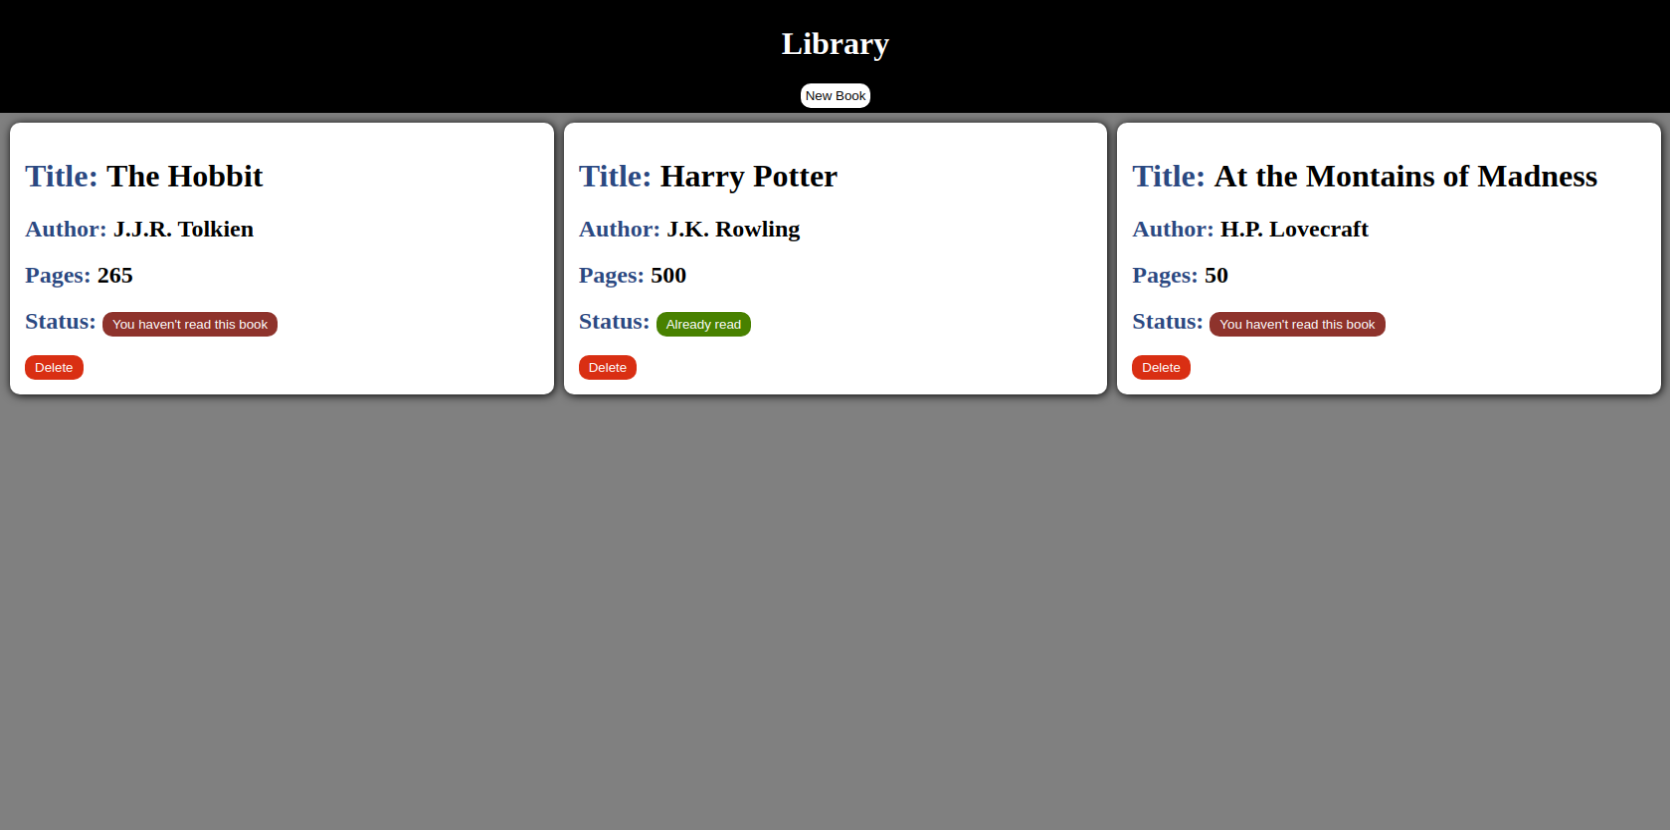 Library
New Book
Title: The Hobbit
Author: J.J.R. Tolkien
Pages: 265
Status: You haven't read this book
Delete
Title: Harry Potter
Author: J.K. Rowling
Pages: 500
Status: Already read
Delete
Title: At the Montains of Madness
Author: H.P. Lovecraft
Pages: 50
Status: You haven't read this book
Delete